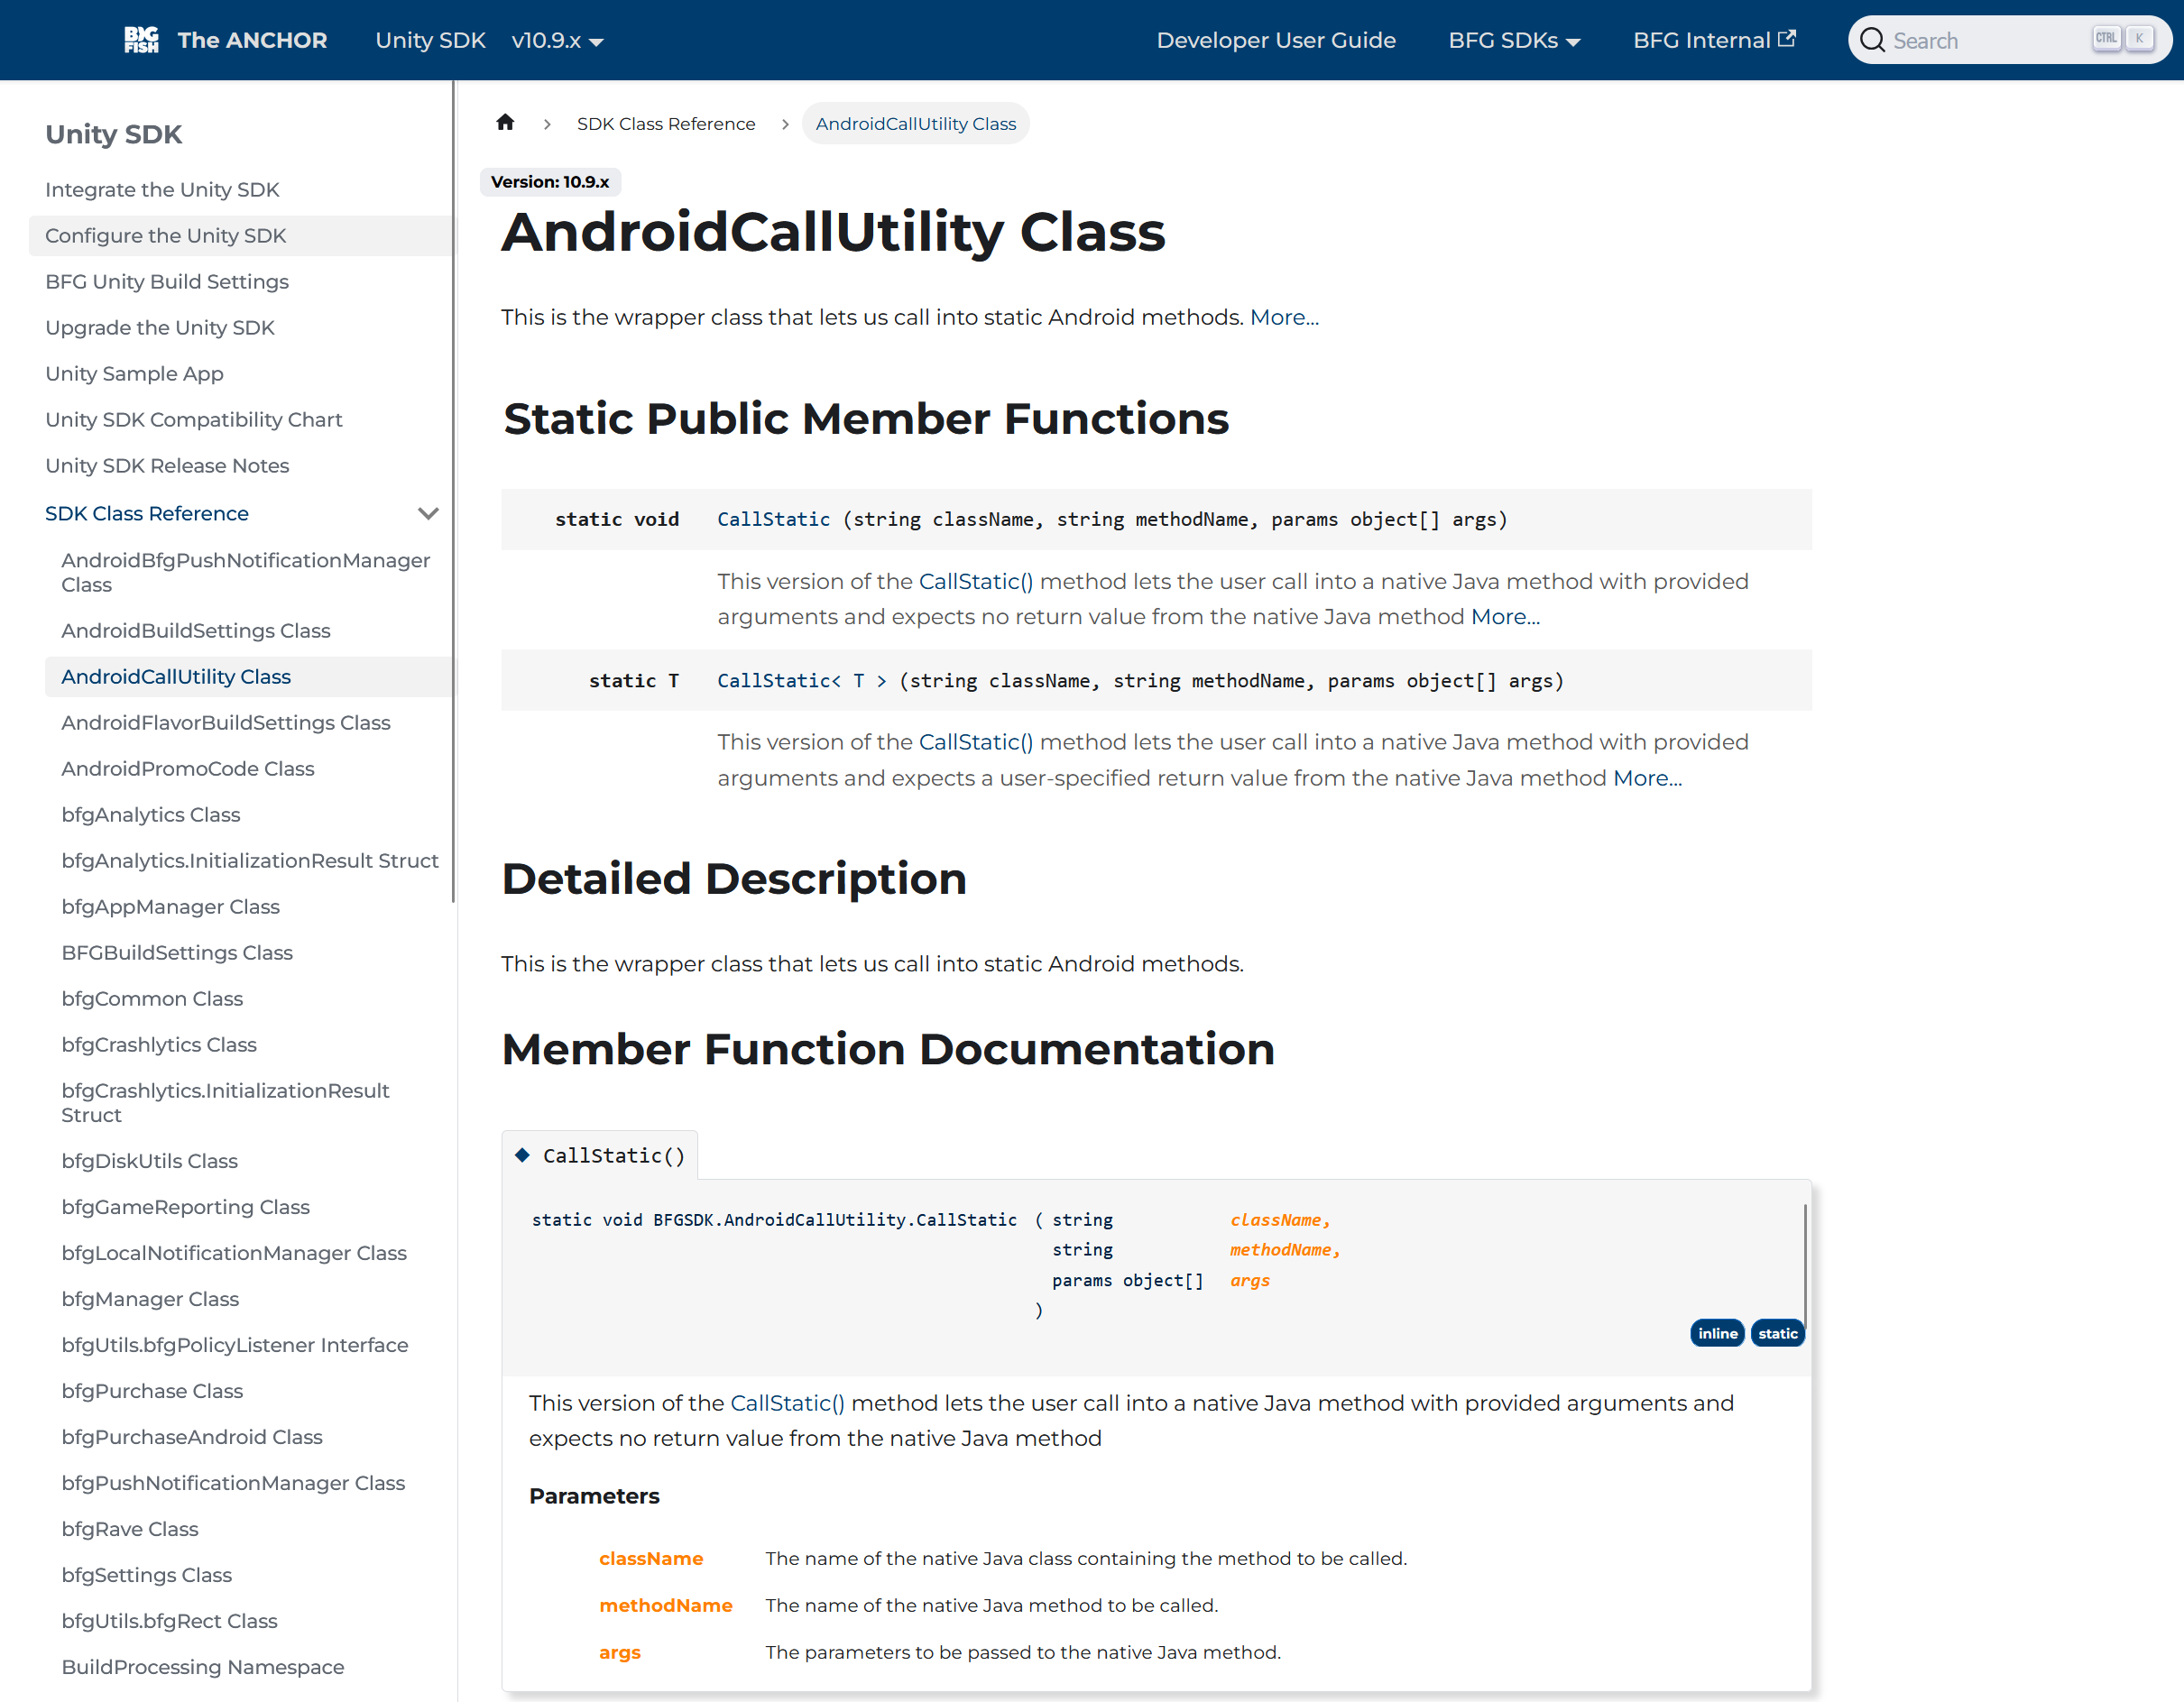 BIG FISH The ANCHOR Unity SDK v10.9.x Developer User Guide BFG SDKs BFG Internal Search CTRL K
Unity SDK
Integrate the Unity SDK
Configure the Unity SDK
BFG Unity Build Settings
Upgrade the Unity SDK
Unity Sample App
Unity SDK Compatibility Chart
Unity SDK Release Notes
SDK Class Reference
AndroidBfgPushNotificationManager
Class
AndroidBuildSettings Class
AndroidCallUtility Class
AndroidFlavorBuildSettings Class
AndroidPromoCode Class
bfgAnalytics Class
bfgAnalytics.InitializationResult Struct
bfgAppManager Class
BFGBuildSettings Class
bfgCommon Class
bfgCrashlytics Class
bfgCrashlytics.InitializationResult
Struct
bfgDiskUtils Class
bfgGameReporting Class
bfgLocalNotificationManager Class
bfgManager Class
bfgUtils.bfgPolicyListener Interface
bfgPurchase Class
bfgPurchaseAndroid Class
bfgPushNotificationManager Class
bfgRave Class
bfgSettings Class
bfgUtils.bfgRect Class
BuildProcessing Namespace
SDK Class Reference AndroidCallUtility Class
Version: 10.9.x
AndroidCallUtility Class
This is the wrapper class that lets us call into static Android methods. More...
Static Public Member Functions
static void CallStatic (string className, string methodName, params object[] args)
This version of the CallStatic() method lets the user call into a native Java method with provided
arguments and expects no return value from the native Java method More...
static T CallStatic< T > (string className, string methodName, params object[] args)
This version of the CallStatic() method lets the user call into a native Java method with provided
arguments and expects a user-specified return value from the native Java method More...
Detailed Description
This is the wrapper class that lets us call into static Android methods.
Member Function Documentation
◆ CallStatic()
static void BFGSDK.AndroidCallUtility.CallStatic ( string className,
string methodName,
params object[] args
)
inline static
This version of the CallStatic() method lets the user call into a native Java method with provided arguments and
expects no return value from the native Java method
Parameters
className The name of the native Java class containing the method to be called.
methodName The name of the native Java method to be called.
args The parameters to be passed to the native Java method.